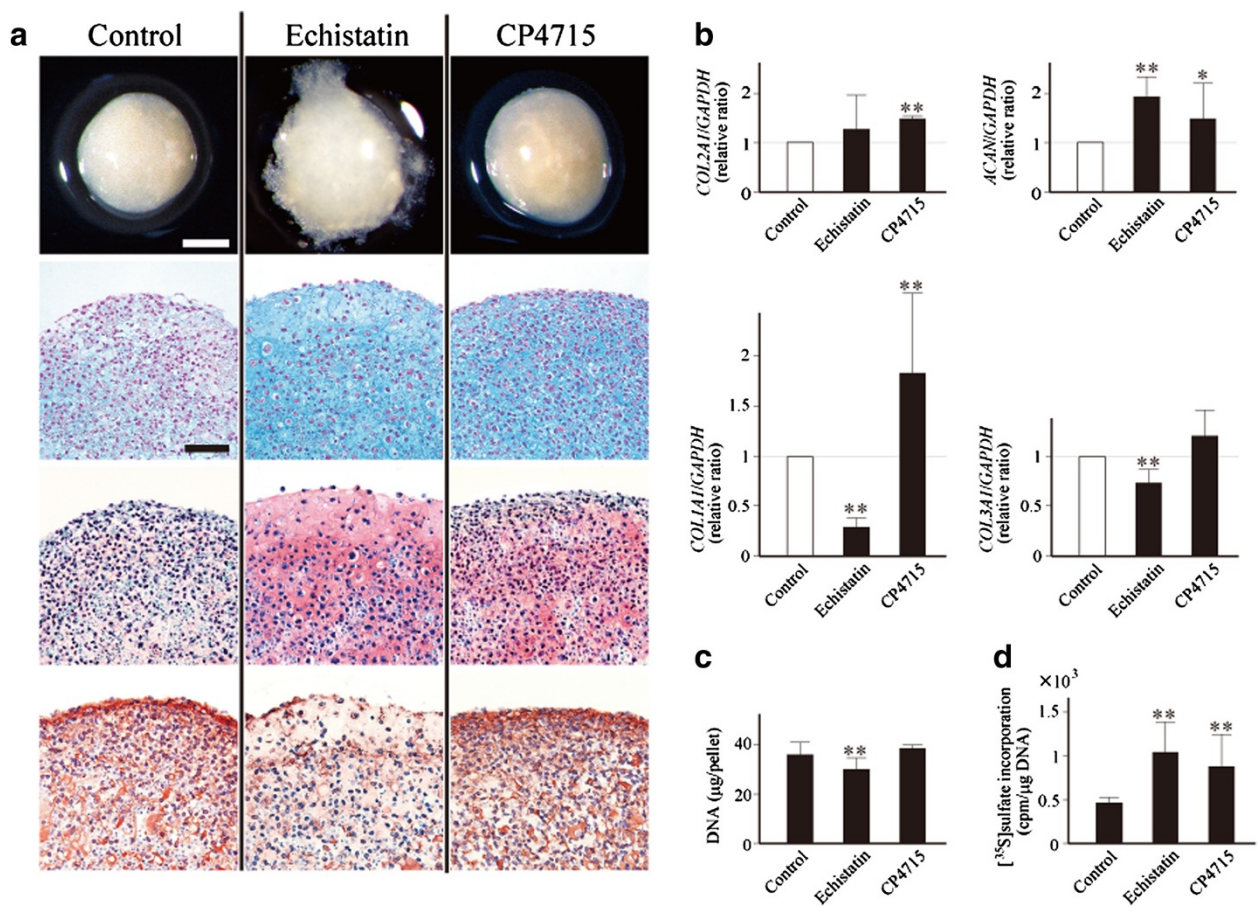 a
Control
Echistatin
CP4715
b
COL2A1/GAPDH
(relative ratio)
2
1
0
Control
Echistatin
CP4715
**
ACAN/GAPDH
(relative ratio)
2
1
0
Control
Echistatin
CP4715
**
*
COL1A1/GAPDH
(relative ratio)
2
1.5
1
0.5
0
Control
Echistatin
CP4715
**
**
COL3A1/GAPDH
(relative ratio)
1
0.5
0
Control
Echistatin
CP4715
**
c
DNA (µg/pellet)
40
20
0
Control
Echistatin
CP4715
**
d
×10³
[³⁵S]sulfate incorporation
(cpm/µg DNA)
1.5
1
0.5
0
Control
Echistatin
CP4715
**
**